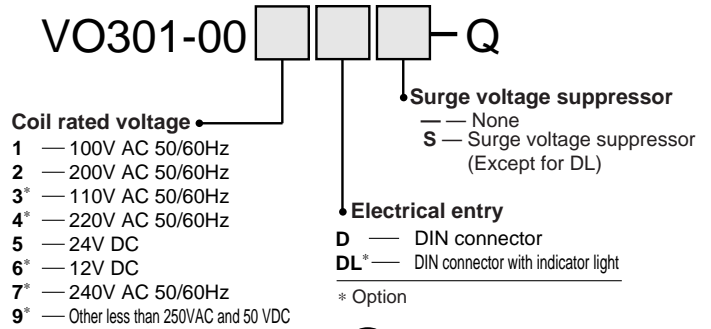 VO301-00 – Q
Coil rated voltage
1 — 100V AC 50/60Hz
2 — 200V AC 50/60Hz
3* — 110V AC 50/60Hz
4* — 220V AC 50/60Hz
5 — 24V DC
6* — 12V DC
7* — 240V AC 50/60Hz
9* — Other less than 250VAC and 50 VDC
Surge voltage suppressor
— — None
S — Surge voltage suppressor
(Except for DL)
Electrical entry
D — DIN connector
DL* — DIN connector with indicator light
* Option